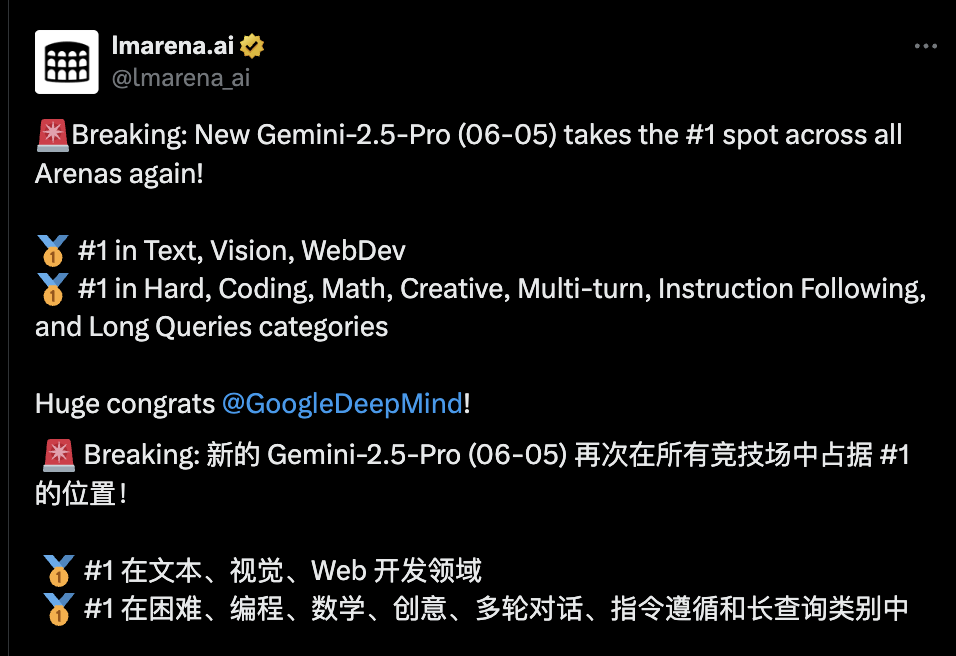 lmarena.ai
@lmarena_ai
🚨Breaking: New Gemini-2.5-Pro (06-05) takes the #1 spot across all
Arenas again!
🥇 #1 in Text, Vision, WebDev
🥇 #1 in Hard, Coding, Math, Creative, Multi-turn, Instruction Following,
and Long Queries categories
Huge congrats @GoogleDeepMind!
🚨 Breaking: 新的 Gemini-2.5-Pro (06-05) 再次在所有竞技场中占据 #1
的位置！
🥇 #1 在文本、视觉、Web 开发领域
🥇 #1 在困难、编程、数学、创意、多轮对话、指令遵循和长查询类别中